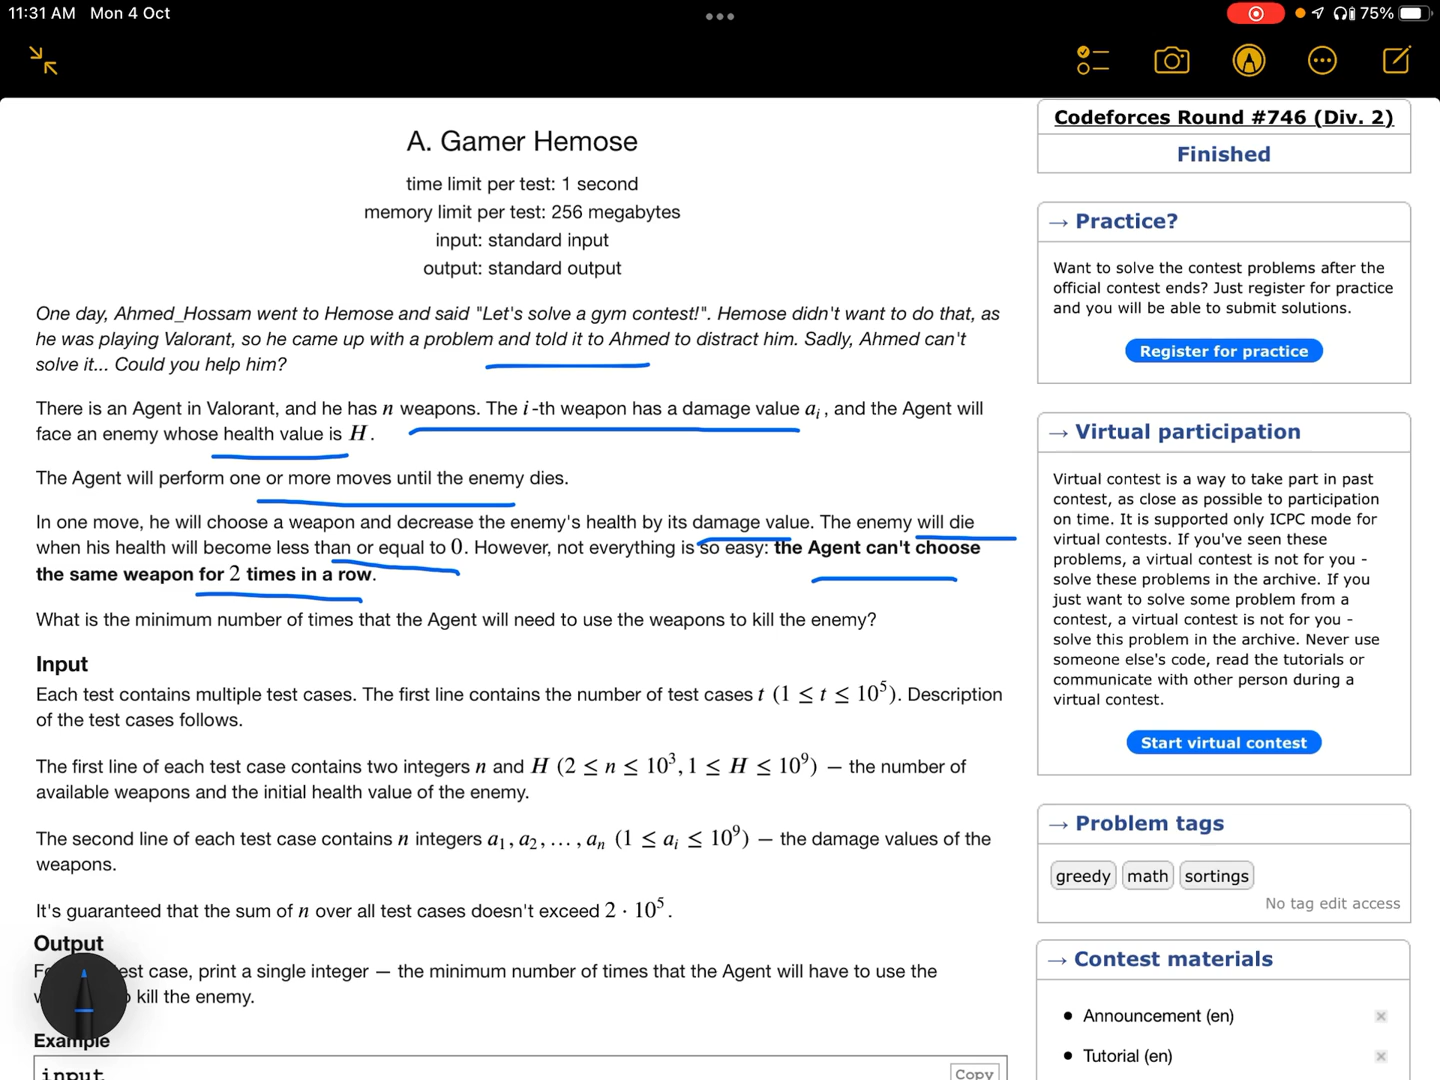 11:31 AM Mon 4 Oct
75%
A. Gamer Hemose
time limit per test: 1 second
memory limit per test: 256 megabytes
input: standard input
output: standard output
One day, Ahmed_Hossam went to Hemose and said "Let's solve a gym contest!". Hemose didn't want to do that, as
he was playing Valorant, so he came up with a problem and told it to Ahmed to distract him. Sadly, Ahmed can't
solve it... Could you help him?
There is an Agent in Valorant, and he has n weapons. The i-th weapon has a damage value aᵢ, and the Agent will
face an enemy whose health value is H.
The Agent will perform one or more moves until the enemy dies.
In one move, he will choose a weapon and decrease the enemy's health by its damage value. The enemy will die
when his health will become less than or equal to 0. However, not everything is so easy: the Agent can't choose
the same weapon for 2 times in a row.
What is the minimum number of times that the Agent will need to use the weapons to kill the enemy?
Input
Each test contains multiple test cases. The first line contains the number of test cases t (1 ≤ t ≤ 10⁵). Description
of the test cases follows.
The first line of each test case contains two integers n and H (2 ≤ n ≤ 10³, 1 ≤ H ≤ 10⁹) — the number of
available weapons and the initial health value of the enemy.
The second line of each test case contains n integers a₁, a₂, …, aₙ (1 ≤ aᵢ ≤ 10⁹) — the damage values of the
weapons.
It's guaranteed that the sum of n over all test cases doesn't exceed 2 · 10⁵.
Output
est case, print a single integer — the minimum number of times that the Agent will have to use the
kill the enemy.
Example
input
Copy
Codeforces Round #746 (Div. 2)
Finished
→ Practice?
Want to solve the contest problems after the
official contest ends? Just register for practice
and you will be able to submit solutions.
Register for practice
→ Virtual participation
Virtual contest is a way to take part in past
contest, as close as possible to participation
on time. It is supported only ICPC mode for
virtual contests. If you've seen these
problems, a virtual contest is not for you -
solve these problems in the archive. If you
just want to solve some problem from a
contest, a virtual contest is not for you -
solve this problem in the archive. Never use
someone else's code, read the tutorials or
communicate with other person during a
virtual contest.
Start virtual contest
→ Problem tags
greedy math sortings
No tag edit access
→ Contest materials
• Announcement (en) ×
• Tutorial (en) ×